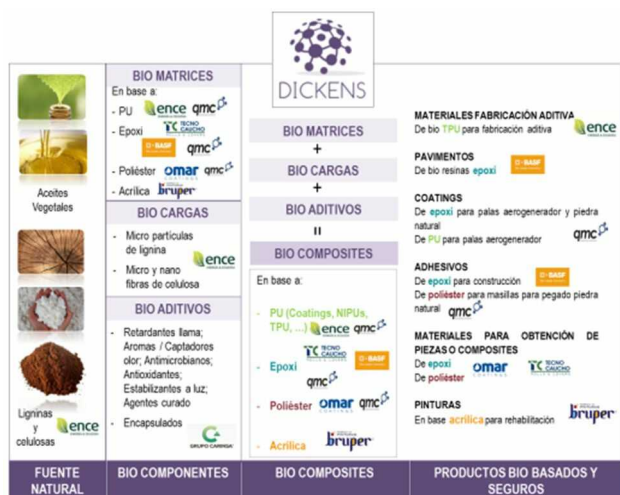 DICKENS
Aceites
Vegetales
Ligninas
y
celulosas
ence
FUENTE
NATURAL
BIO MATRICES
En base a:
- PU ence qmc
- Epoxi TECNO CAUCHO
BASF qmc
- Poliéster omar COATINGS qmc
- Acrílica bruper
BIO CARGAS
- Micro partículas
de lignina
ence
- Micro y nano
fibras de celulosa
BIO ADITIVOS
- Retardantes llama;
Aromas / Captadores
olor; Antimicrobianos;
Antioxidantes;
Estabilizantes a luz;
Agentes curado
- Encapsulados
GRUPO CARINSA
BIO COMPONENTES
BIO MATRICES
+
BIO CARGAS
+
BIO ADITIVOS
=
BIO COMPOSITES
En base a:
- PU (Coatings, NIPUs,
TPU, ...) ence qmc
- Epoxi TECNO CAUCHO BASF
qmc
- Poliéster omar COATINGS qmc
- Acrílica bruper
BIO COMPOSITES
MATERIALES FABRICACIÓN ADITIVA
De bio TPU para fabricación aditiva ence
PAVIMENTOS
De bio resinas epoxi BASF
COATINGS
De epoxi para palas aerogenerador y piedra
natural
De PU para palas aerogenerador qmc
ADHESIVOS
De epoxi para construcción BASF
De poliéster para masillas para pegado piedra
natural qmc
MATERIALES PARA OBTENCIÓN DE
PIEZAS O COMPOSITES
De epoxi omar COATINGS TECNO CAUCHO
De poliéster
PINTURAS
En base acrílica para rehabilitación bruper
PRODUCTOS BIO BASADOS Y
SEGUROS